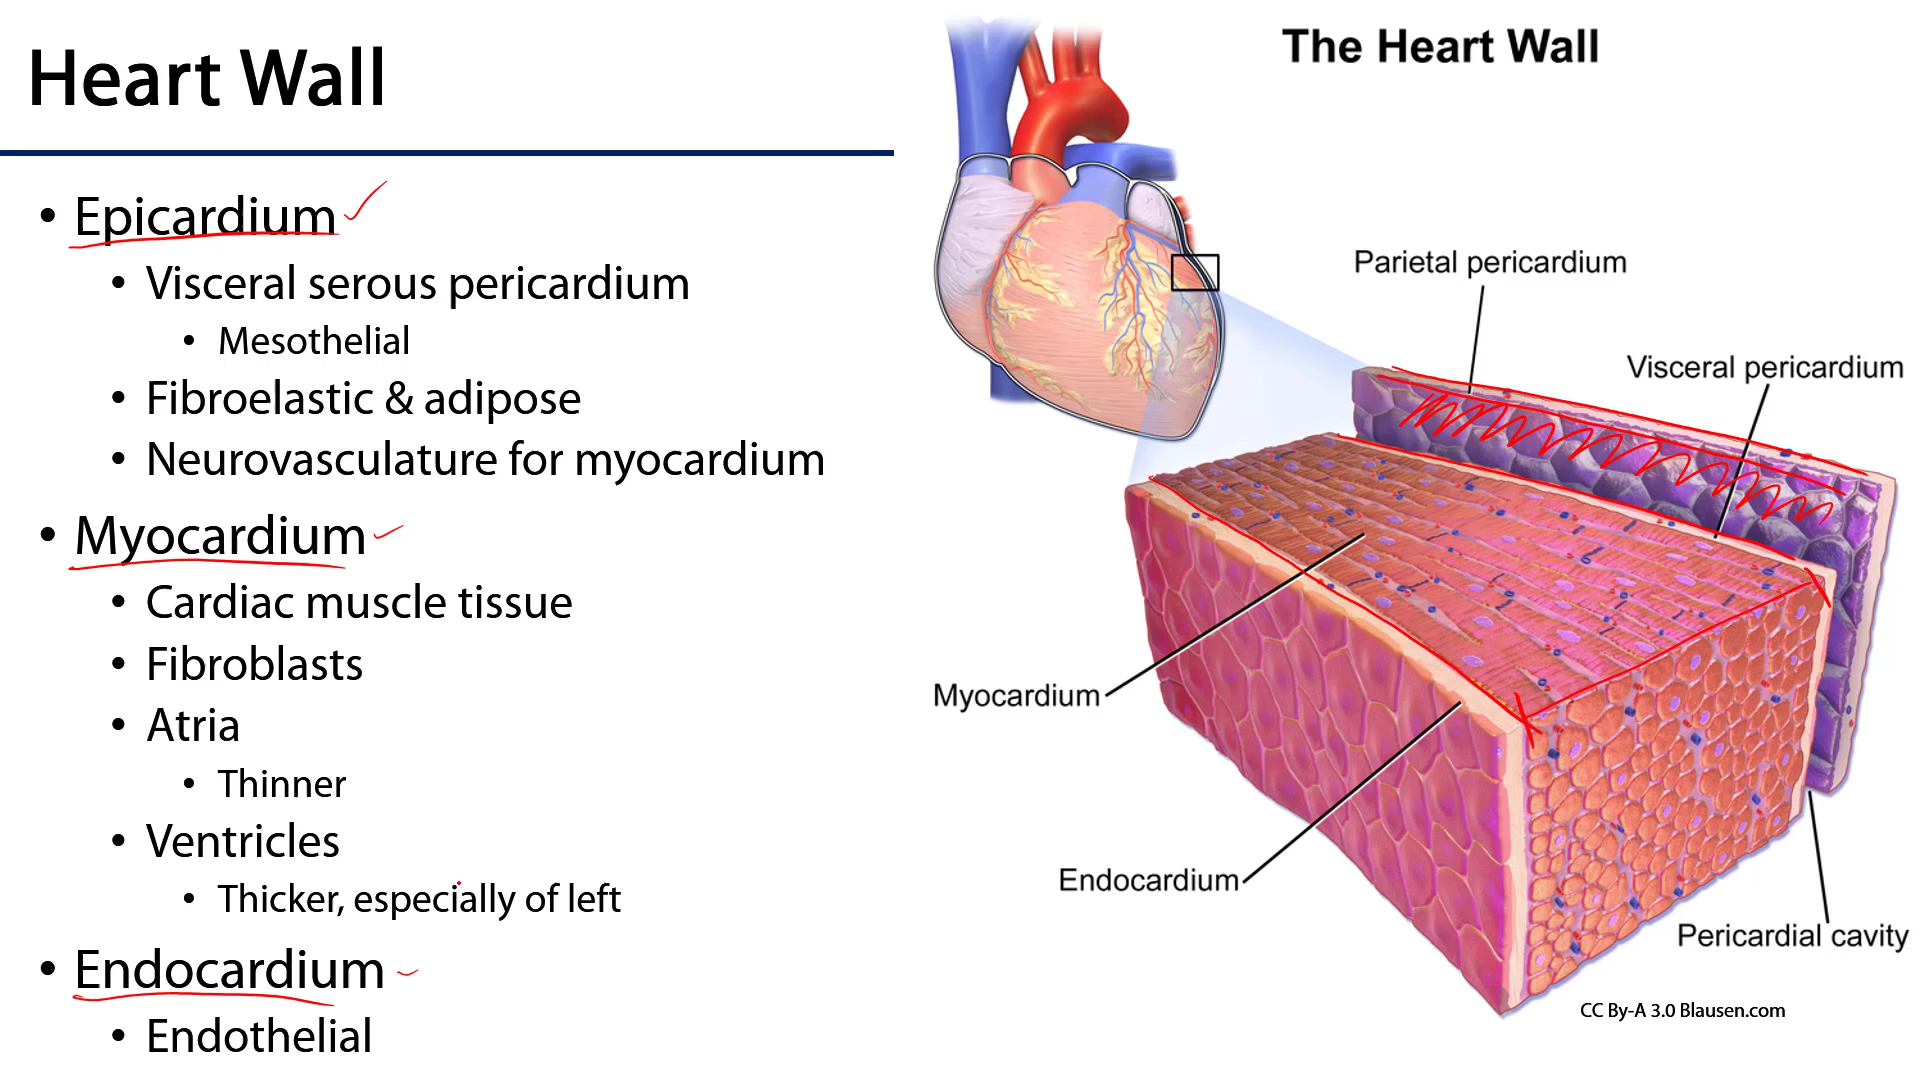 Heart Wall
• Epicardium
• Visceral serous pericardium
• Mesothelial
• Fibroelastic & adipose
• Neurovasculature for myocardium
• Myocardium
• Cardiac muscle tissue
• Fibroblasts
• Atria
• Thinner
• Ventricles
• Thicker, especially of left
• Endocardium
• Endothelial
The Heart Wall
Parietal pericardium
Visceral pericardium
Myocardium
Endocardium
Pericardial cavity
CC By-A 3.0 Blausen.com